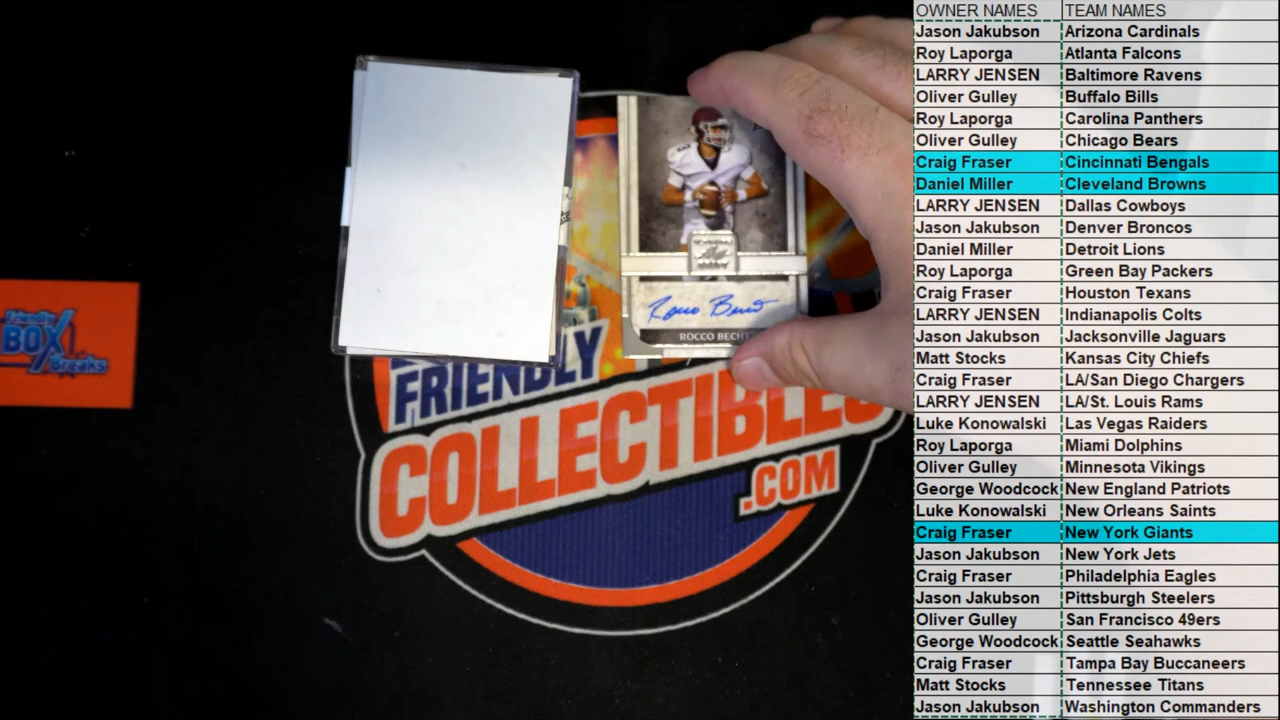 OWNER NAMES TEAM NAMES
Jason Jakubson Arizona Cardinals
Roy Laporga Atlanta Falcons
LARRY JENSEN Baltimore Ravens
Oliver Gulley Buffalo Bills
Roy Laporga Carolina Panthers
Oliver Gulley Chicago Bears
Craig Fraser Cincinnati Bengals
Daniel Miller Cleveland Browns
LARRY JENSEN Dallas Cowboys
Jason Jakubson Denver Broncos
Daniel Miller Detroit Lions
Roy Laporga Green Bay Packers
Craig Fraser Houston Texans
LARRY JENSEN Indianapolis Colts
Jason Jakubson Jacksonville Jaguars
Matt Stocks Kansas City Chiefs
Craig Fraser LA/San Diego Chargers
LARRY JENSEN LA/St. Louis Rams
Luke Konowalski Las Vegas Raiders
Roy Laporga Miami Dolphins
Oliver Gulley Minnesota Vikings
George Woodcock New England Patriots
Luke Konowalski New Orleans Saints
Craig Fraser New York Giants
Jason Jakubson New York Jets
Craig Fraser Philadelphia Eagles
Jason Jakubson Pittsburgh Steelers
Oliver Gulley San Francisco 49ers
George Woodcock Seattle Seahawks
Craig Fraser Tampa Bay Buccaneers
Matt Stocks Tennessee Titans
Jason Jakubson Washington Commanders
ROCCO BECHT
FRIENDLY
COLLECTIBLES
.COM
Friendly
BOX
Breaks